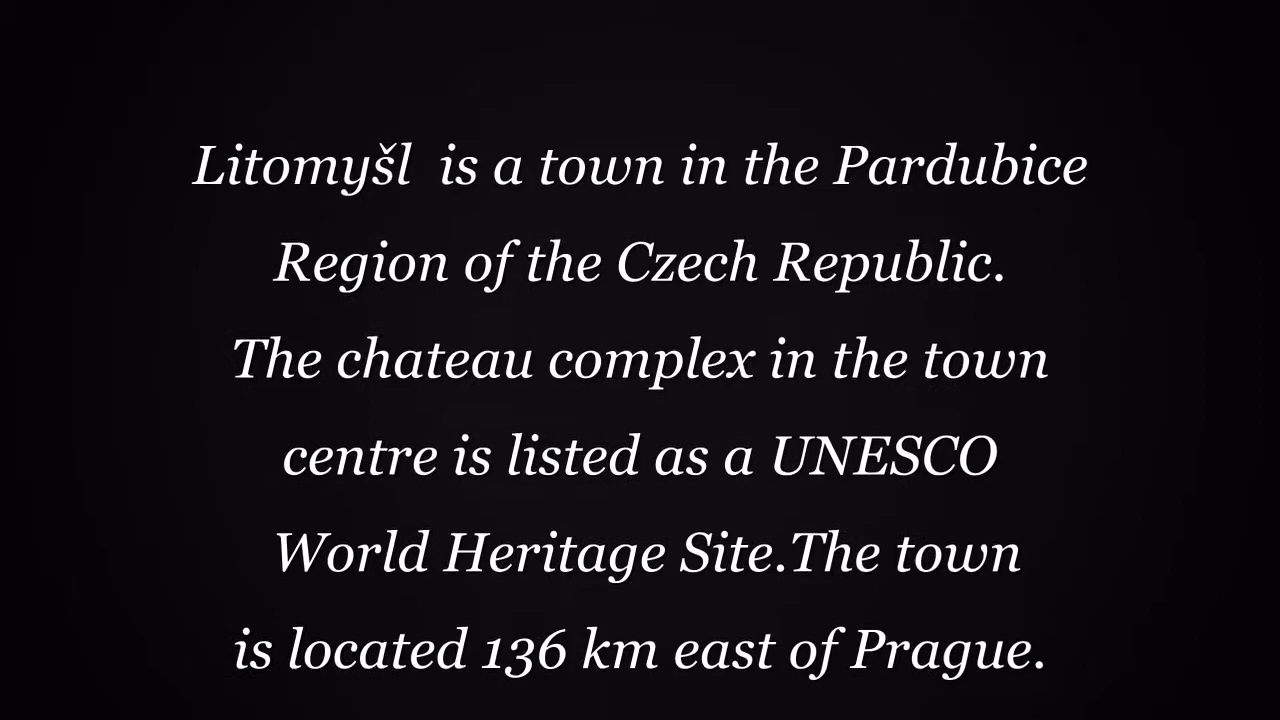 Litomyšl  is a town in the Pardubice
Region of the Czech Republic.
The chateau complex in the town
centre is listed as a UNESCO
World Heritage Site.The town
is located 136 km east of Prague.